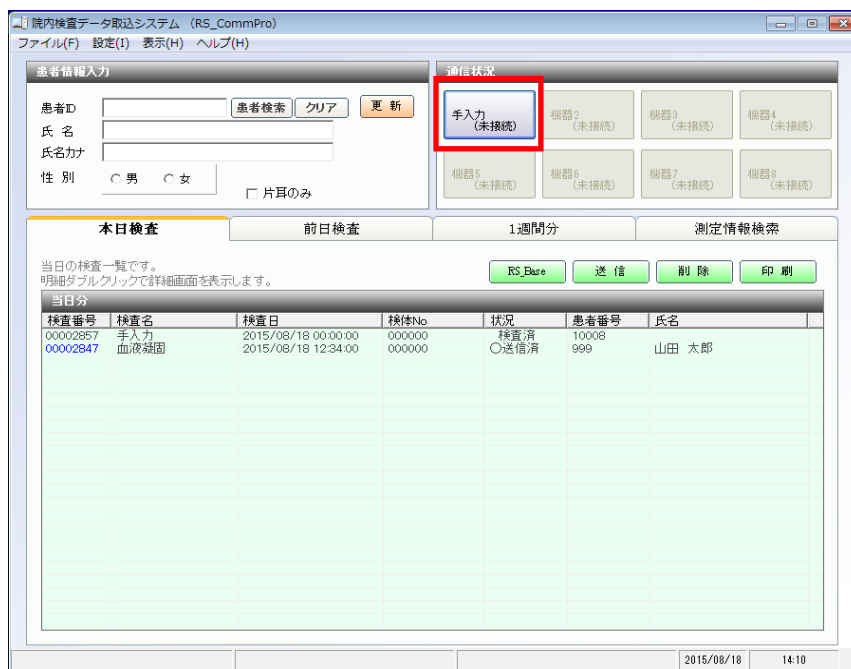 院内検査データ取込システム (RS_CommPro)
ファイル(F) 設定(I) 表示(H) ヘルプ(H)
患者情報入力
患者ID 患者検索 クリア 更 新
氏 名
氏名カナ
性 別 男 女
片耳のみ
通信状況
手入力 (未接続)
機器2 (未接続)
機器3 (未接続)
機器4 (未接続)
機器5 (未接続)
機器6 (未接続)
機器7 (未接続)
機器8 (未接続)
本日検査 前日検査 1週間分 測定情報検索
当日の検査一覧です。
明細ダブルクリックで詳細画面を表示します。
RS_Base 送 信 削 除 印 刷
当日分
検査番号 検査名 検査日 検体No 状況 患者番号 氏名
00002857 手入力 2015/08/18 00:00:00 000000 検査済 10008
00002847 血液凝固 2015/08/18 12:34:00 000000 〇送信済 999 山田 太郎
2015/08/18 14:10